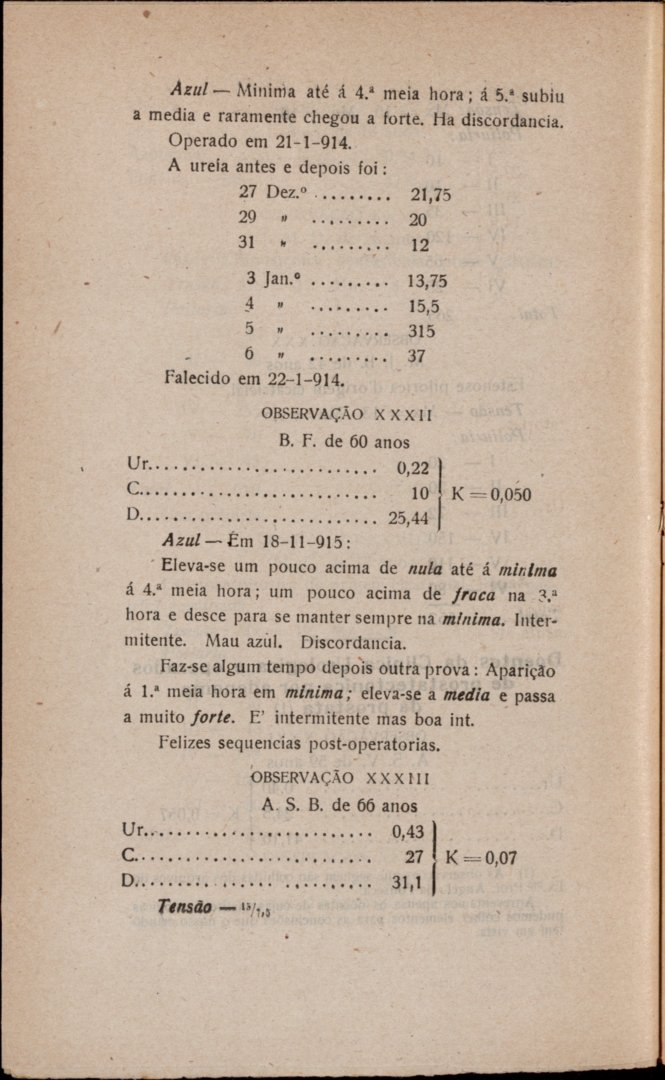 Azul — Minima até á 4.ª meia hora; á 5.ª subiu
a media e raramente chegou a forte. Ha discordancia.
Operado em 21-1-914.
A ureia antes e depois foi:
27 Dez.º ......... 21,75
29 „ ......... 20
31 „ ......... 12
3 Jan.º ......... 13,75
4 „ ......... 15,5
5 „ ......... 315
6 „ ......... 37
Falecido em 22-1-914.
OBSERVAÇÃO XXXII
B. F. de 60 anos
Ur.......................... 0,22
C........................... 10 K = 0,050
D........................... 25,44
Azul — Em 18-11-915:
Eleva-se um pouco acima de nula até á minima
á 4.ª meia hora; um pouco acima de fraca na 3.ª
hora e desce para se manter sempre na minima. Inter-
mitente. Mau azul. Discordancia.
Faz-se algum tempo depois outra prova: Aparição
á 1.ª meia hora em minima; eleva-se a media e passa
a muito forte. E' intermitente mas boa int.
Felizes sequencias post-operatorias.
OBSERVAÇÃO XXXIII
A. S. B. de 66 anos
Ur.......................... 0,43
C........................... 27 K = 0,07
D........................... 31,1
Tensão — 15/7,5